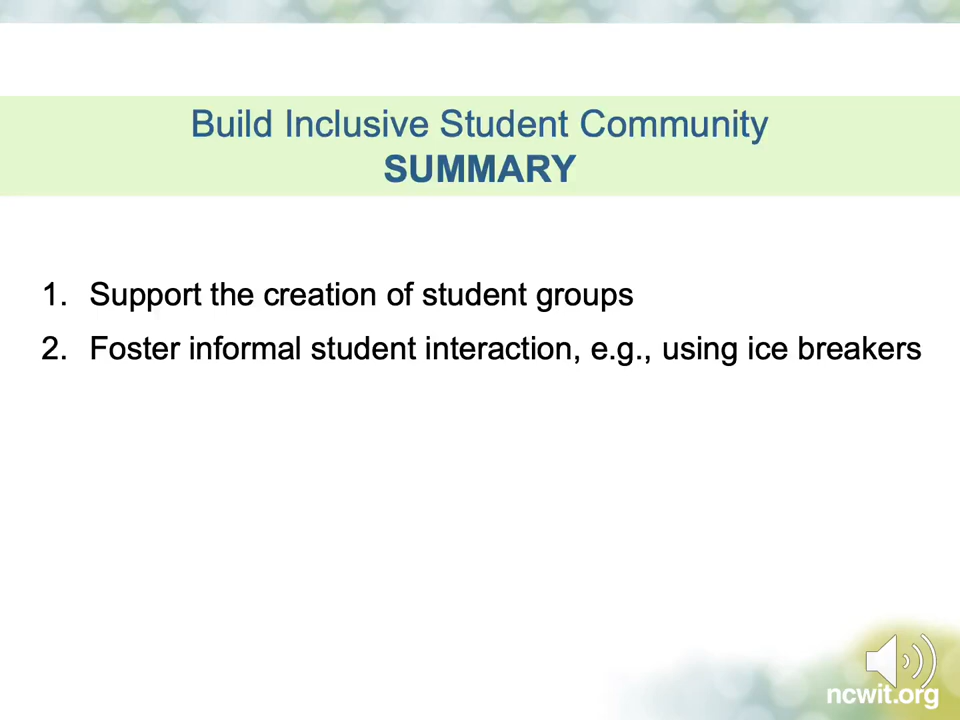 Build Inclusive Student Community
SUMMARY
1. Support the creation of student groups
2. Foster informal student interaction, e.g., using ice breakers
ncwit.org